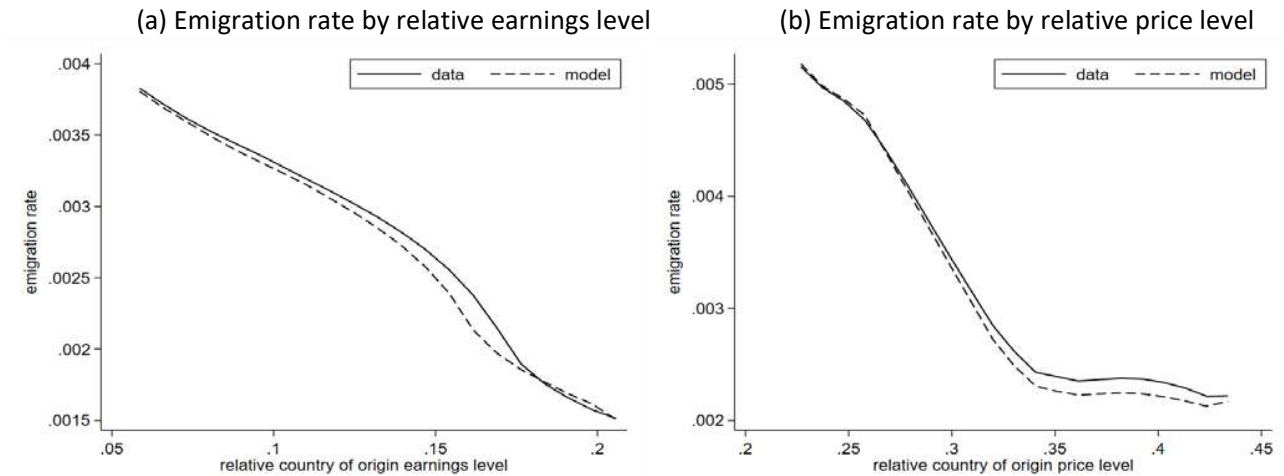 (a) Emigration rate by relative earnings level
(b) Emigration rate by relative price level
data model
.004
.0035
.003
.0025
.002
.0015
emigration rate
.05 .1 .15 .2
relative country of origin earnings level
data model
.005
.004
.003
.002
emigration rate
.2 .25 .3 .35 .4 .45
relative country of origin price level